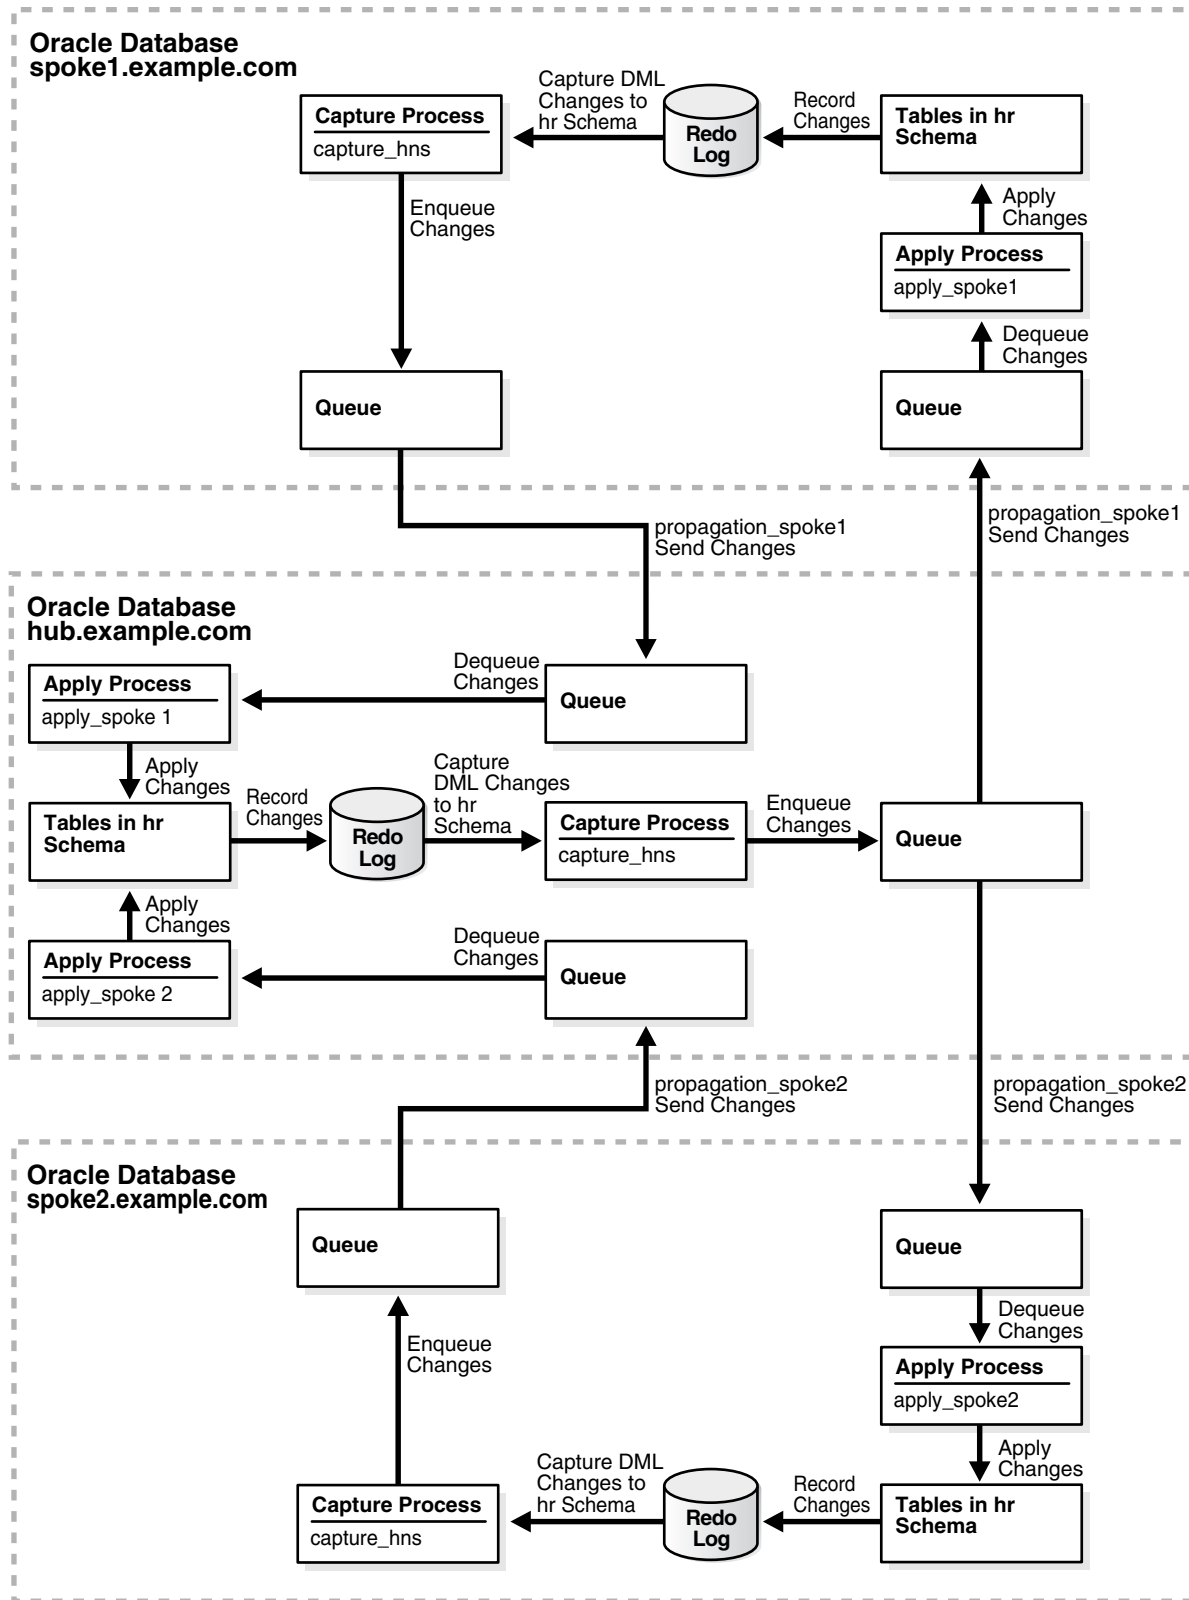 Oracle Database
spoke1.example.com
Capture Process
capture_hns
Capture DML
Changes to
hr Schema
Redo
Log
Record
Changes
Tables in hr
Schema
Enqueue
Changes
Apply
Changes
Apply Process
apply_spoke1
Dequeue
Changes
Queue
Queue
propagation_spoke1
Send Changes
propagation_spoke1
Send Changes
Oracle Database
hub.example.com
Apply Process
apply_spoke 1
Dequeue
Changes
Queue
Apply
Changes
Tables in hr
Schema
Record
Changes
Redo
Log
Capture
DML Changes
to hr
Schema
Capture Process
capture_hns
Enqueue
Changes
Queue
Apply
Changes
Apply Process
apply_spoke 2
Dequeue
Changes
Queue
propagation_spoke2
Send Changes
propagation_spoke2
Send Changes
Oracle Database
spoke2.example.com
Queue
Queue
Enqueue
Changes
Dequeue
Changes
Apply Process
apply_spoke2
Apply
Changes
Capture Process
capture_hns
Capture DML
Changes to
hr Schema
Redo
Log
Record
Changes
Tables in hr
Schema